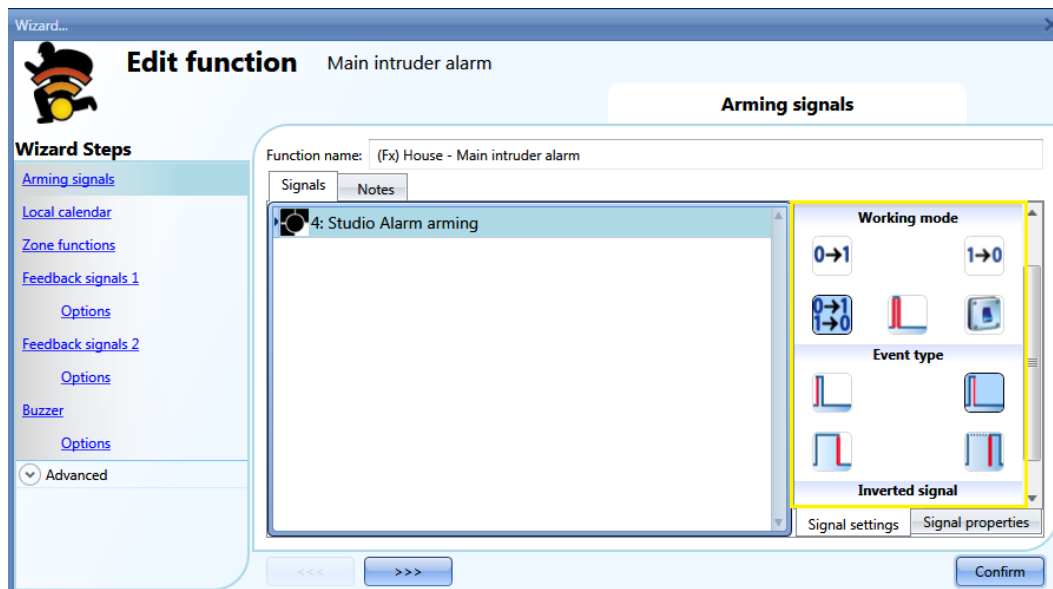 Wizard...
Edit function Main intruder alarm
Arming signals
Wizard Steps
Arming signals
Local calendar
Zone functions
Feedback signals 1
Options
Feedback signals 2
Options
Buzzer
Options
Advanced
Function name: (Fx) House - Main intruder alarm
Signals Notes
4: Studio Alarm arming
Working mode
0→1 1→0
0→1
1→0
Event type
Inverted signal
Signal settings Signal properties
<<< >>> Confirm